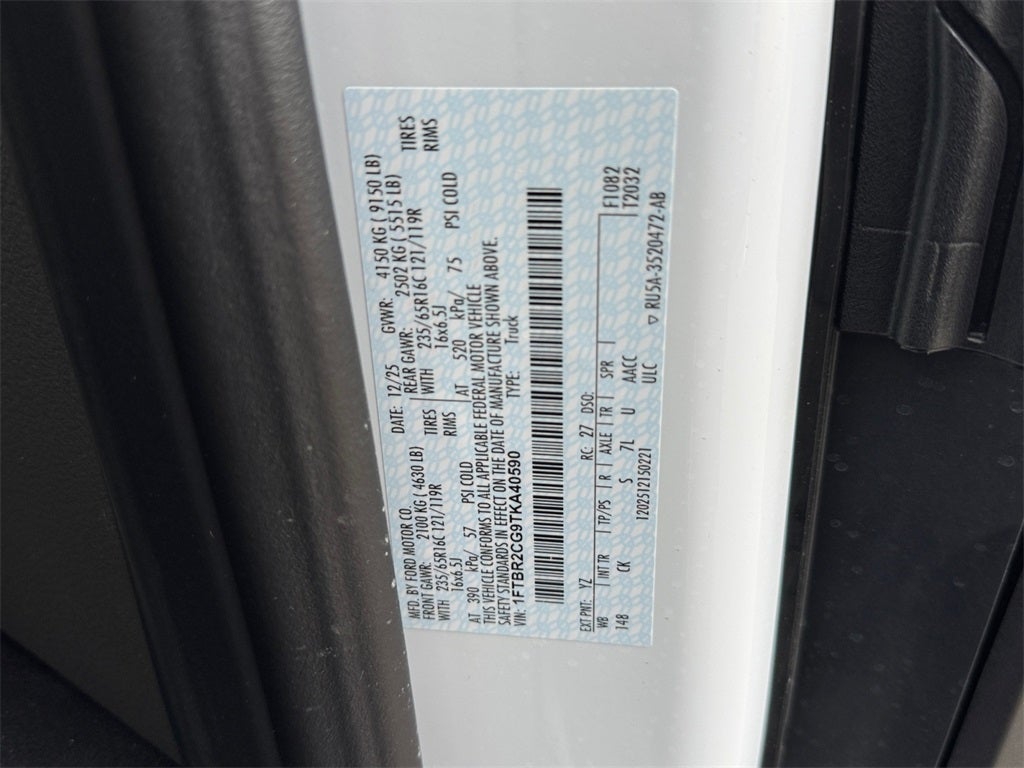 MFD. BY FORD MOTOR CO. DATE: 12/25 GVWR: 4150 KG ( 9150 LB)
FRONT GAWR: 2100 KG ( 4630 LB) REAR GAWR: 2502 KG ( 5515 LB)
WITH 235/65R16C 121/119R TIRES WITH 235/65R16C 121/119R TIRES
16x6.5J RIMS 16x6.5J RIMS
AT 390 kPa/ 57 PSI COLD AT 520 kPa/ 75 PSI COLD
THIS VEHICLE CONFORMS TO ALL APPLICABLE FEDERAL MOTOR VEHICLE
SAFETY STANDARDS IN EFFECT ON THE DATE OF MANUFACTURE SHOWN ABOVE.
VIN: 1FTBR2CG9TKA40590 TYPE: Truck
EXT PNT: YZ RC: 27 DSO: F1082
WB INT TR TP/PS R AXLE TR SPR T2032
148 CK S 7L U AACC
1202512150221 ULC ▽ RU5A-3520472-AB